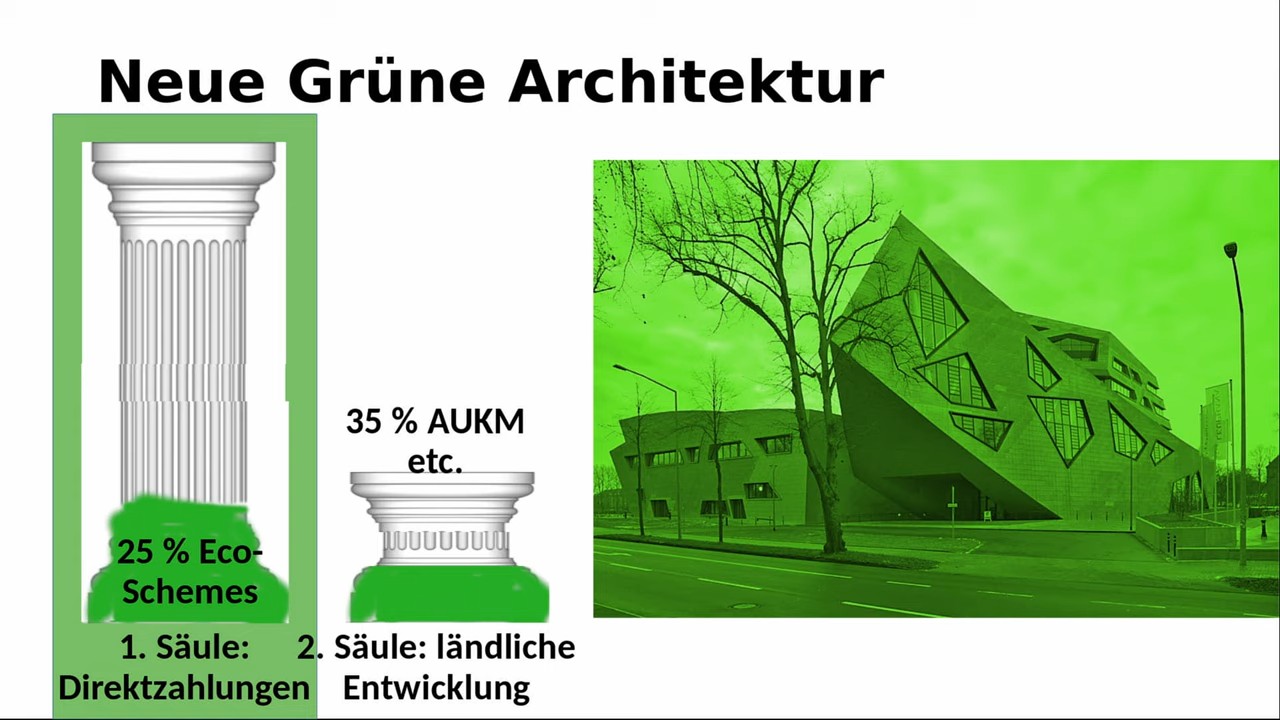 Neue Grüne Architektur
35 % AUKM
etc.
25 % Eco-
Schemes
1. Säule:
Direktzahlungen
2. Säule: ländliche
Entwicklung